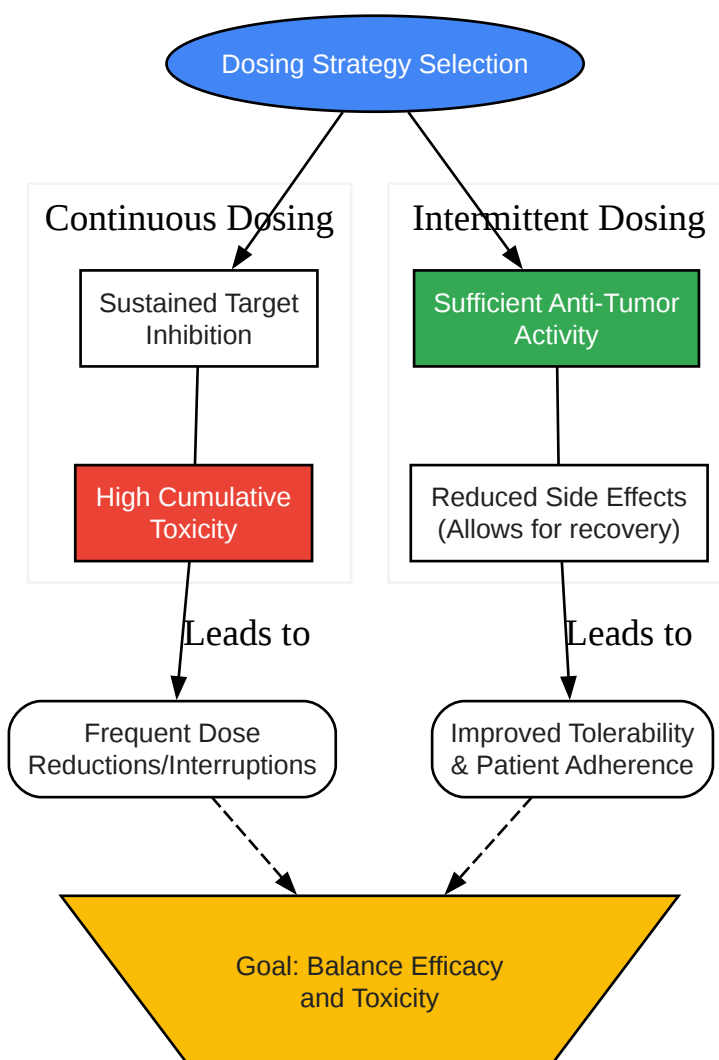 Dosing Strategy Selection
Continuous Dosing
Sustained Target
Inhibition
High Cumulative
Toxicity
Leads to
Frequent Dose
Reductions/Interruptions
Intermittent Dosing
Sufficient Anti-Tumor
Activity
Reduced Side Effects
(Allows for recovery)
Leads to
Improved Tolerability
& Patient Adherence
Goal: Balance Efficacy
and Toxicity